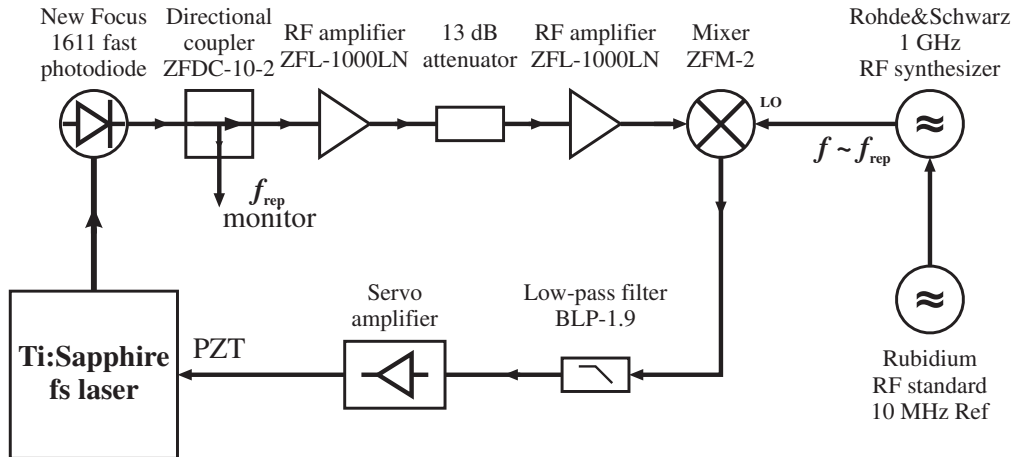 New Focus
1611 fast
photodiode
Directional
coupler
ZFDC-10-2
RF amplifier
ZFL-1000LN
13 dB
attenuator
RF amplifier
ZFL-1000LN
Mixer
ZFM-2
Rohde&Schwarz
1 GHz
RF synthesizer
LO
≈
f ~ f rep
f rep
monitor
Servo
amplifier
Low-pass filter
BLP-1.9
≈
Ti:Sapphire
fs laser
PZT
Rubidium
RF standard
10 MHz Ref